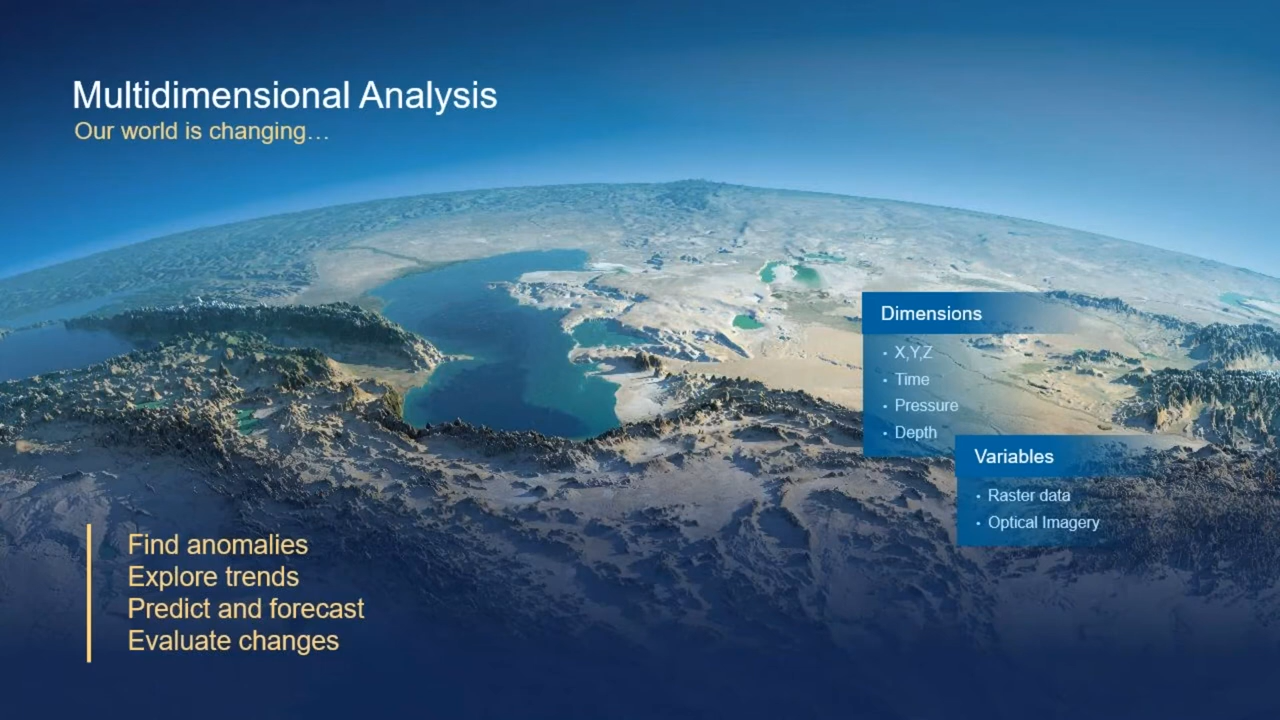 Multidimensional Analysis
Our world is changing…
Dimensions
• X,Y,Z
• Time
• Pressure
• Depth
Variables
• Raster data
• Optical Imagery
Find anomalies
Explore trends
Predict and forecast
Evaluate changes